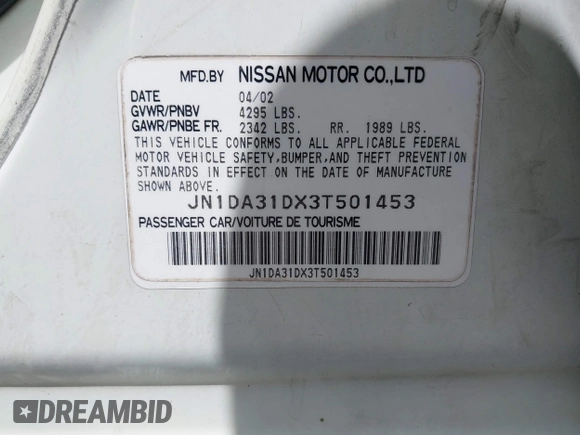 MFD.BY NISSAN MOTOR CO.,LTD
DATE 04/02
GVWR/PNBV 4295 LBS.
GAWR/PNBE FR. 2342 LBS. RR. 1989 LBS.
THIS VEHICLE CONFORMS TO ALL APPLICABLE FEDERAL
MOTOR VEHICLE SAFETY,BUMPER,AND THEFT PREVENTION
STANDARDS IN EFFECT ON THE DATE OF MANUFACTURE
SHOWN ABOVE.
JN1DA31DX3T501453
PASSENGER CAR/VOITURE DE TOURISME
JN1DA31DX3T501453
DREAMBID